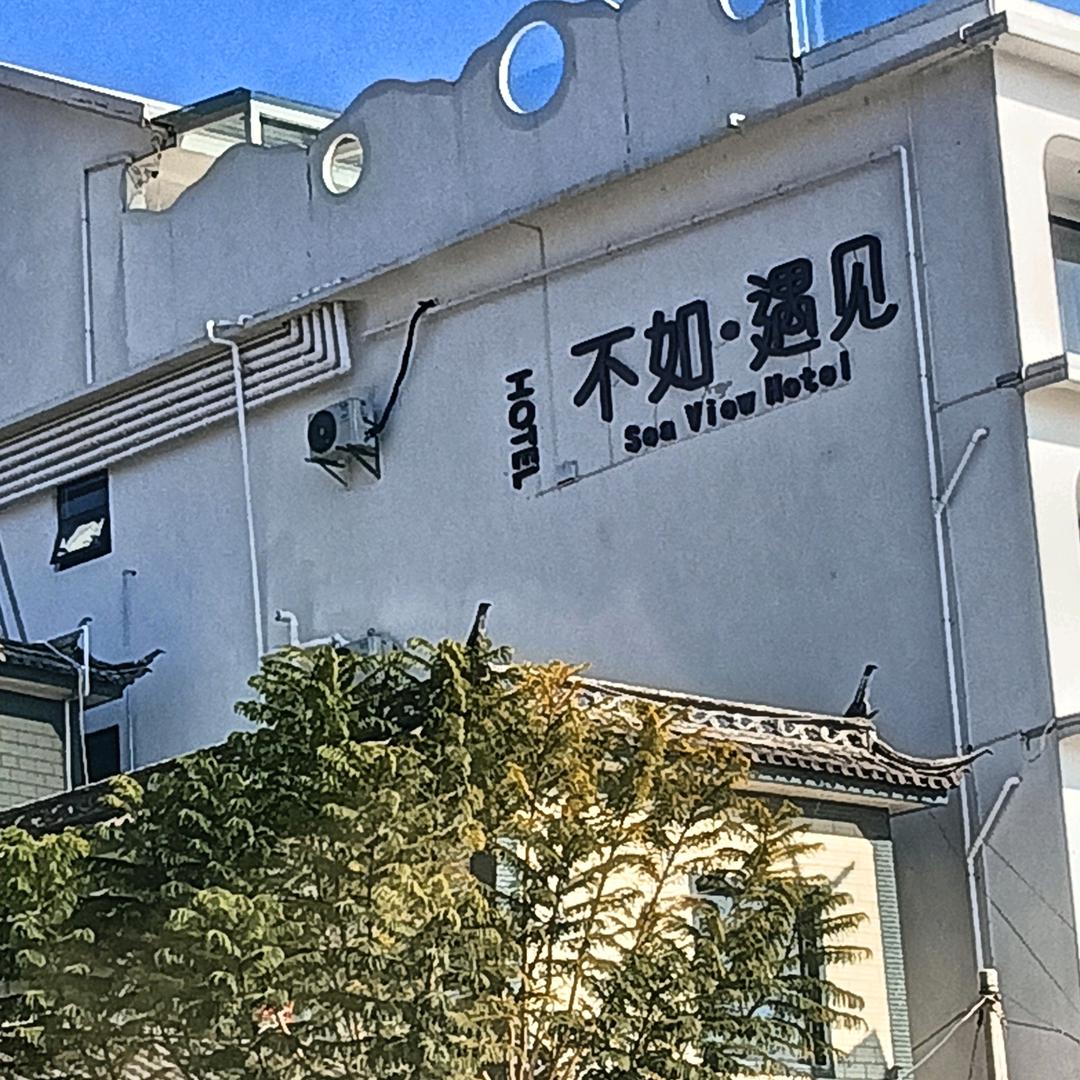 HOTEL
不如·遇见
Sea View Hotel